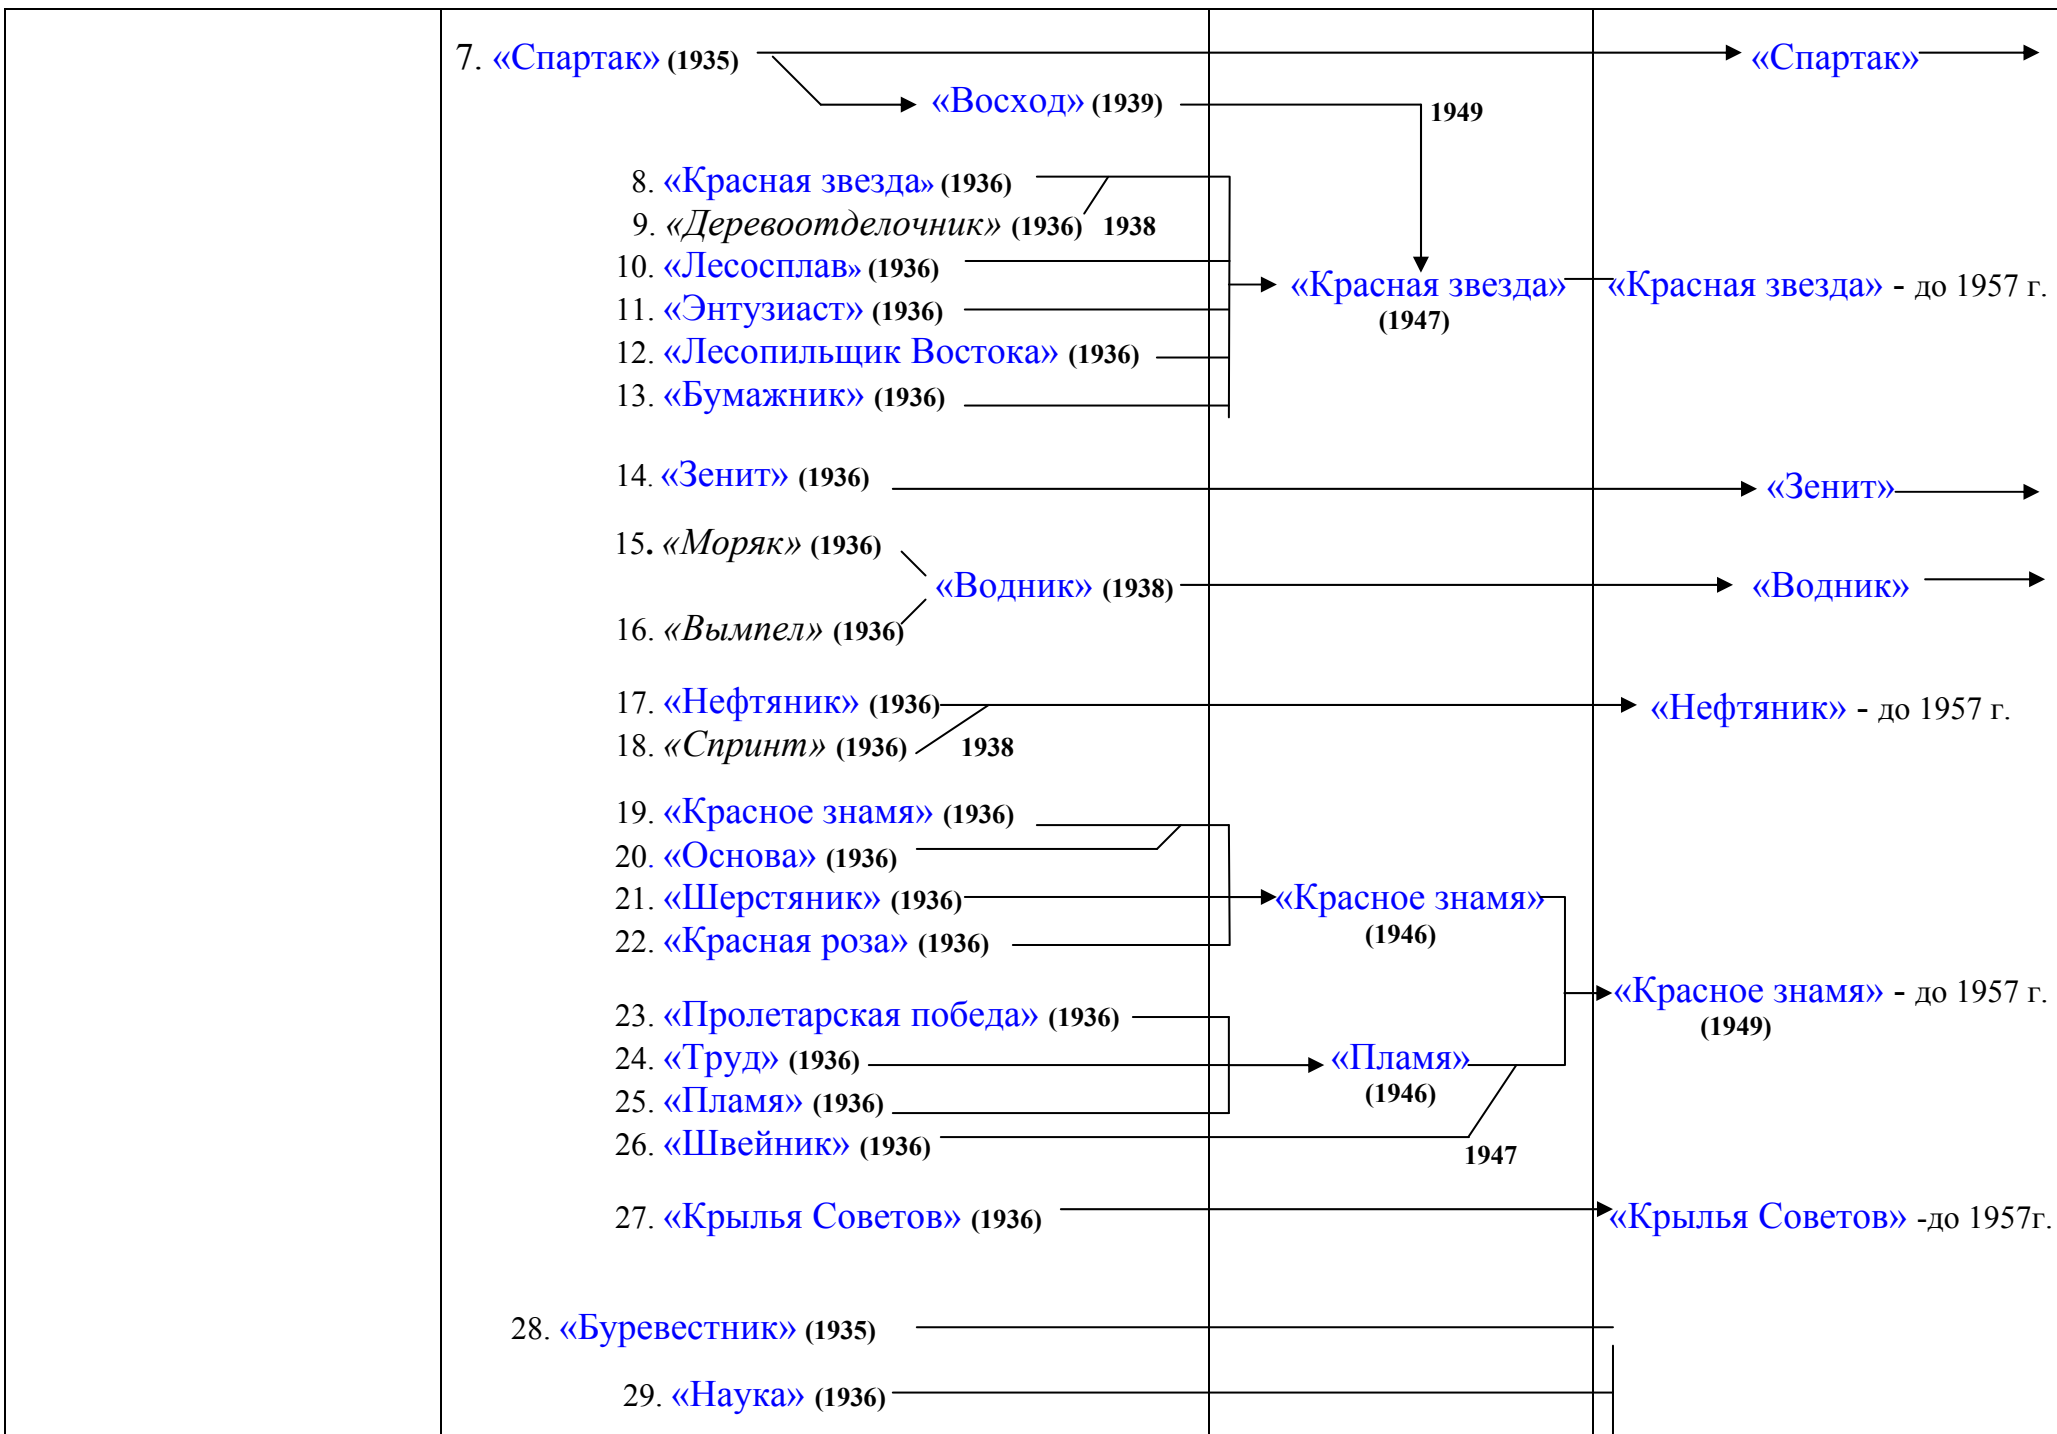 7. «Спартак» (1935) «Спартак»
«Восход» (1939) 1949
8. «Красная звезда» (1936)
9. «Деревоотделочник» (1936) 1938
10. «Лесосплав» (1936)
«Красная звезда» «Красная звезда» - до 1957 г.
11. «Энтузиаст» (1936)
(1947)
12. «Лесопильщик Востока» (1936)
13. «Бумажник» (1936)
14. «Зенит» (1936) «Зенит»
15. «Моряк» (1936)
«Водник» (1938) «Водник»
16. «Вымпел» (1936)
17. «Нефтяник» (1936) «Нефтяник» - до 1957 г.
18. «Спринт» (1936) 1938
19. «Красное знамя» (1936)
20. «Основа» (1936)
21. «Шерстяник» (1936) «Красное знамя»
22. «Красная роза» (1936) (1946)
«Красное знамя» - до 1957 г.
23. «Пролетарская победа» (1936) (1949)
24. «Труд» (1936) «Пламя»
25. «Пламя» (1936) (1946)
26. «Швейник» (1936) 1947
27. «Крылья Советов» (1936) «Крылья Советов» -до 1957г.
28. «Буревестник» (1935)
29. «Наука» (1936)